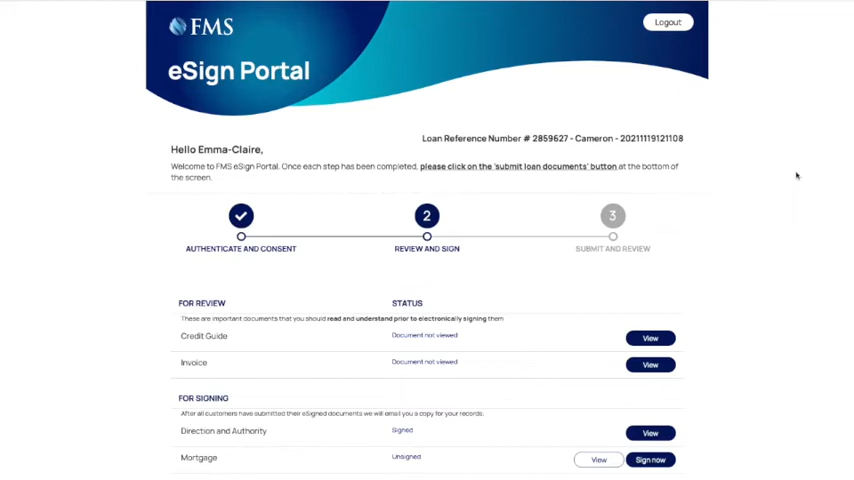 FMS
Logout
eSign Portal
Loan Reference Number # 2859627 - Cameron - 20211119121108
Hello Emma-Claire,
Welcome to FMS eSign Portal. Once each step has been completed, please click on the 'submit loan documents' button at the bottom of
the screen.
2
3
AUTHENTICATE AND CONSENT
REVIEW AND SIGN
SUBMIT AND REVIEW
FOR REVIEW
STATUS
These are important documents that you should read and understand prior to electronically signing them
Credit Guide
Document not viewed
View
Invoice
Document not viewed
View
FOR SIGNING
After all customers have submitted their eSigned documents we will email you a copy for your records.
Direction and Authority
Signed
View
Mortgage
Unsigned
View
Sign now